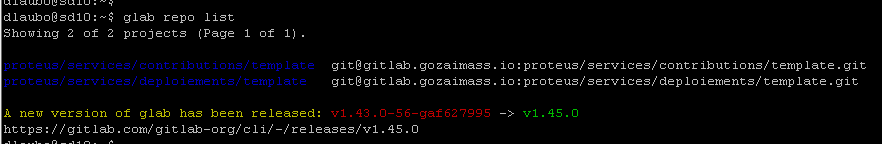 dlaubo@sd10:~$
dlaubo@sd10:~$ glab repo list
Showing 2 of 2 projects (Page 1 of 1).
proteus/services/contributions/template git@gitlab.gozaimass.io:proteus/services/contributions/template.git
proteus/services/deploiements/template git@gitlab.gozaimass.io:proteus/services/deploiements/template.git
A new version of glab has been released: v1.43.0-56-gaf627995 -> v1.45.0
https://gitlab.com/gitlab-org/cli/-/releases/v1.45.0
dlaubo@sd10:~$